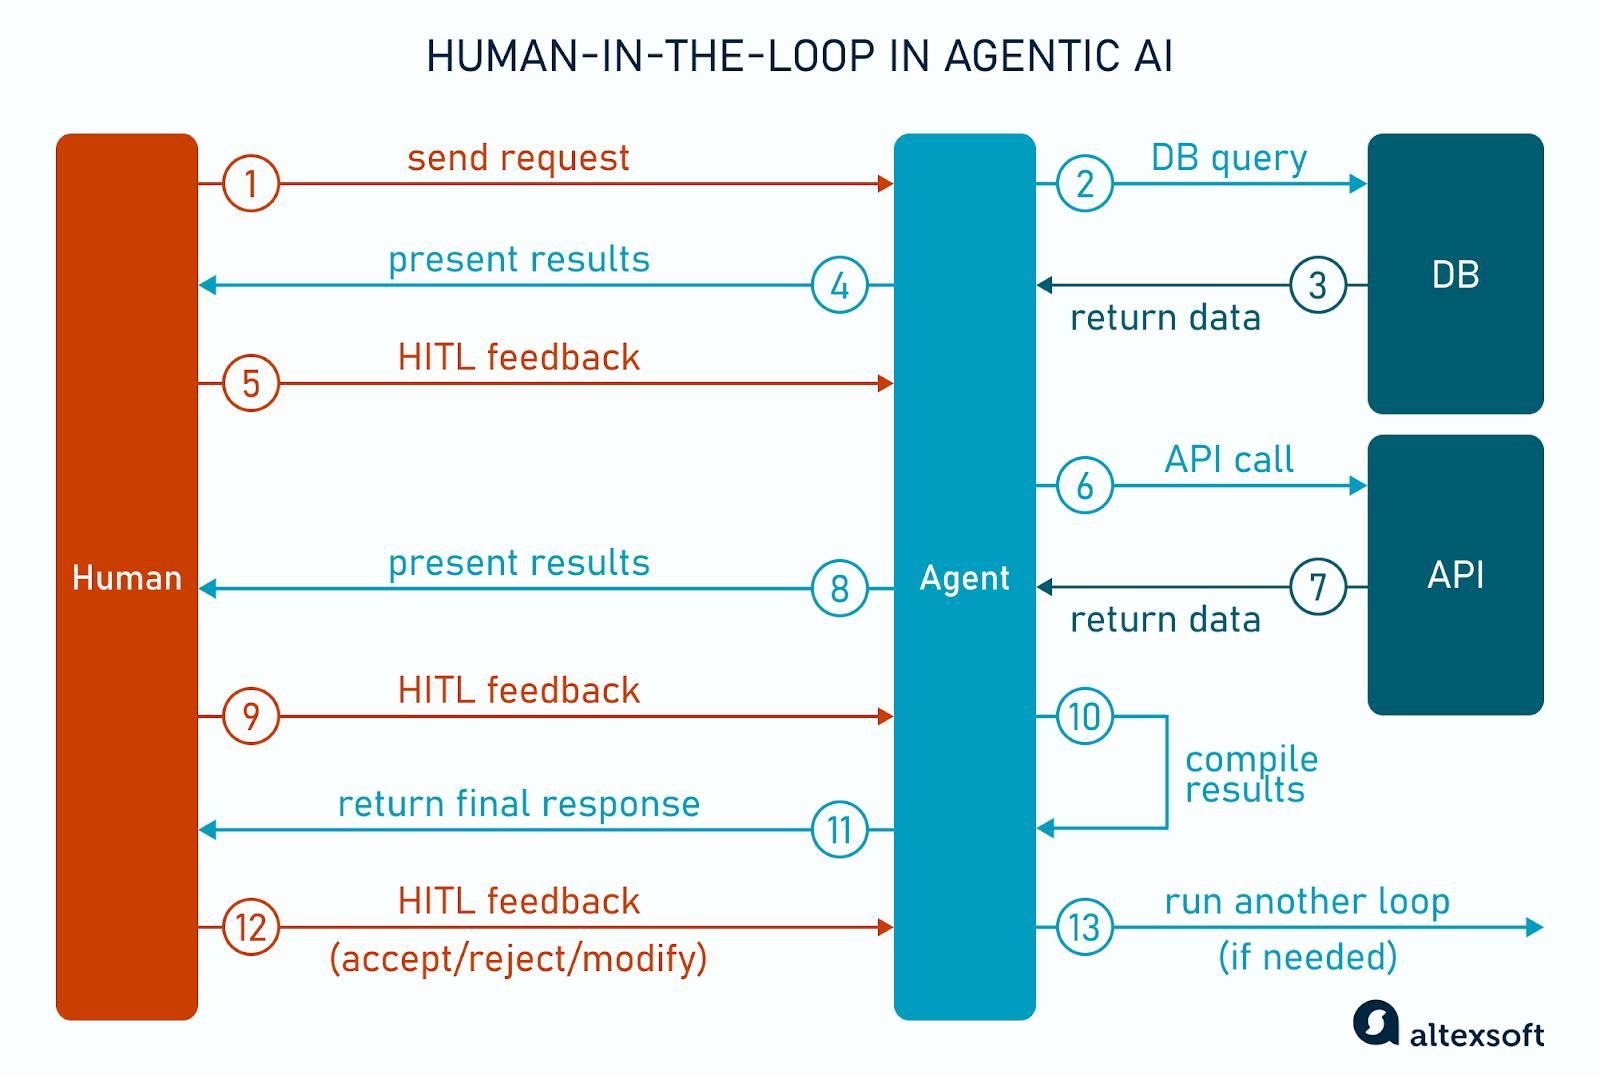 HUMAN-IN-THE-LOOP IN AGENTIC AI
1
send request
2
DB query
DB
present results
4
3
return data
5
HITL feedback
6
API call
API
Human
present results
8
Agent
7
return data
9
HITL feedback
10
compile
results
return final response
11
12
HITL feedback
(accept/reject/modify)
13
run another loop
(if needed)
altexsoft